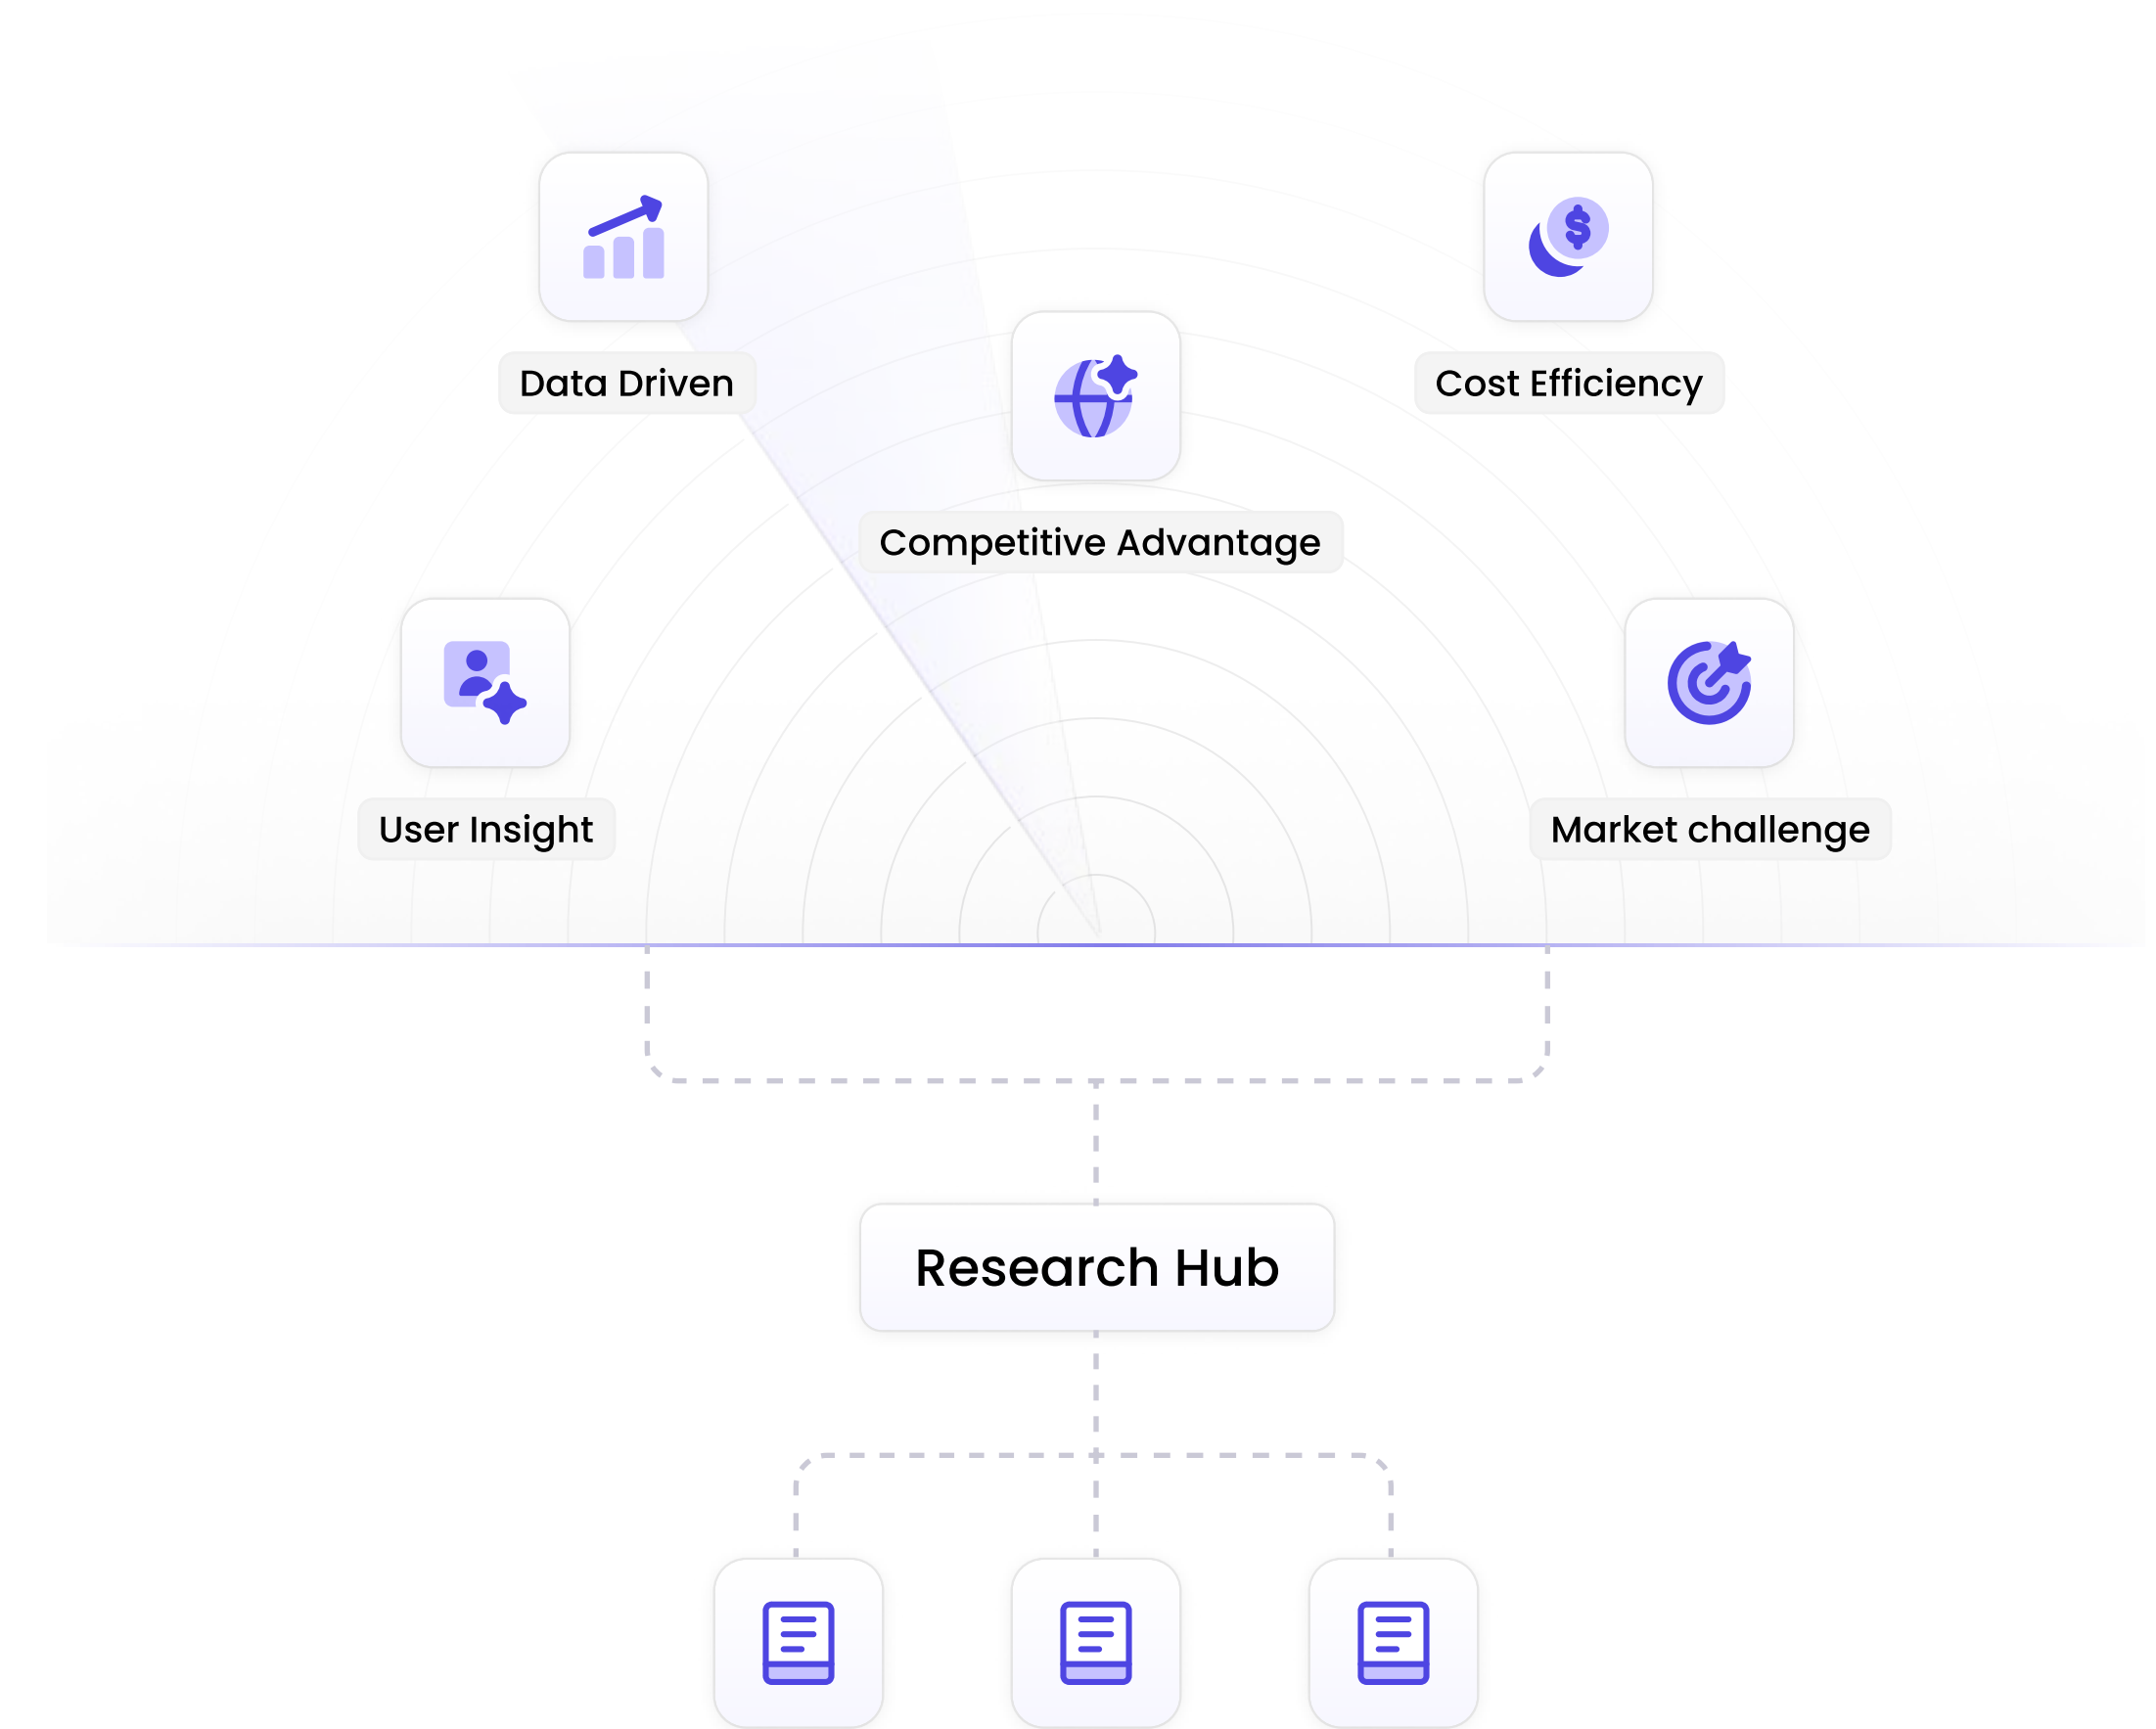 Data Driven
Cost Efficiency
Competitive Advantage
User Insight
Market challenge
Research Hub